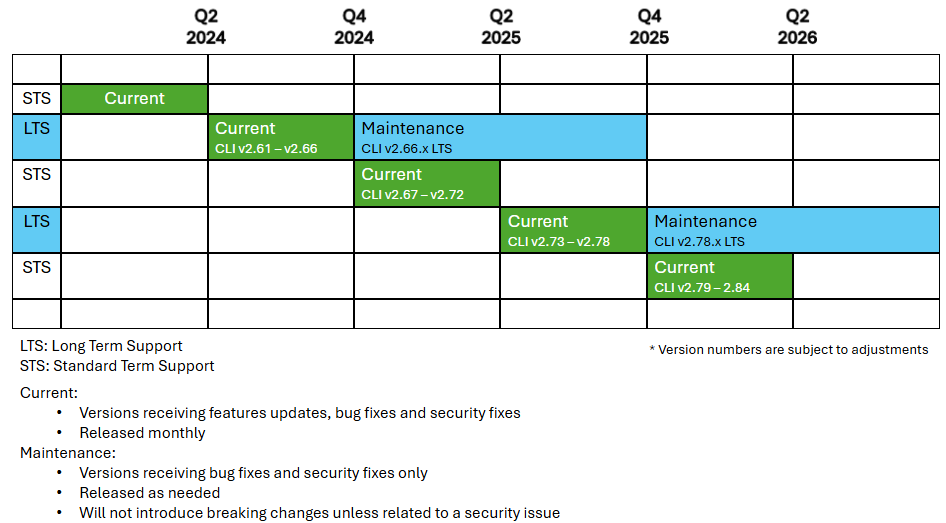 Q2 Q4 Q2 Q4 Q2
2024 2024 2025 2025 2026
STS Current
LTS Current Maintenance
CLI v2.61 – v2.66 CLI v2.66.x LTS
STS Current
CLI v2.67 – v2.72
LTS Current Maintenance
CLI v2.73 – v2.78 CLI v2.78.x LTS
STS Current
CLI v2.79 – 2.84
LTS: Long Term Support
* Version numbers are subject to adjustments
STS: Standard Term Support
Current:
• Versions receiving features updates, bug fixes and security fixes
• Released monthly
Maintenance:
• Versions receiving bug fixes and security fixes only
• Released as needed
• Will not introduce breaking changes unless related to a security issue